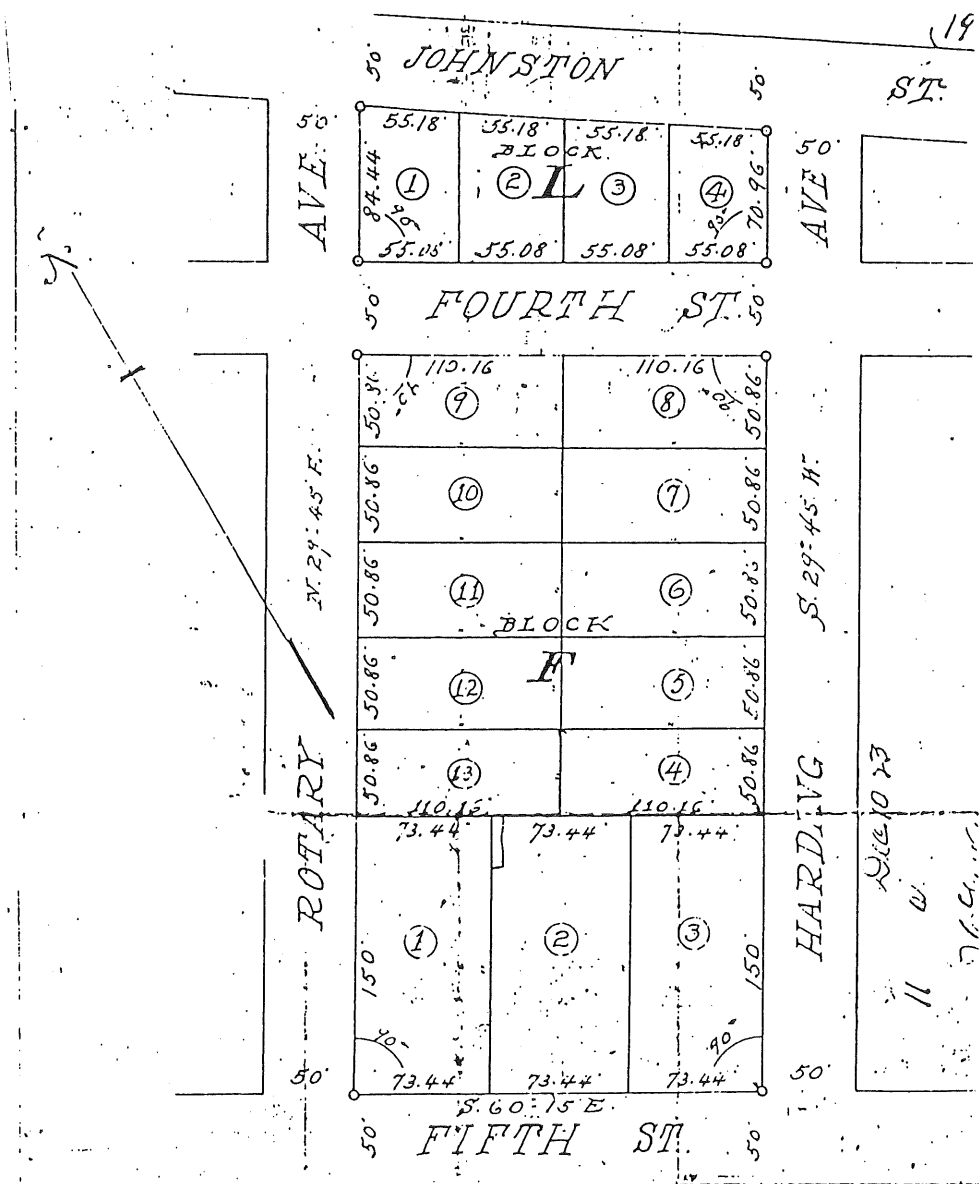 19
50' JOHNSTON 50' ST.
50' 55.18' 55.18' 55.18' 55.18' 50'
BLOCK
L
AVE. 84.44 1 2 3 4 70.96 AVE
90° 90°
55.08' 55.08' 55.08' 55.08'
50' FOURTH ST. 50'
110.16 110.16
90°
50.86 9 8 50.86
50.86 10 7 50.86
N. 29°-45' E. S. 29°-45' W.
50.86 11 6 50.86
BLOCK
F
50.86 12 5 50.86
50.86 13 4 50.86
110.16 110.16
73.44' 73.44' 73.44'
ROTARY HARDING
Dec 10 23
1 2 3
150' 150'
11 W
90° 90°
50' 73.44' 73.44' 73.44' 50'
S. 60°-15' E.
50' FIFTH ST. 50'